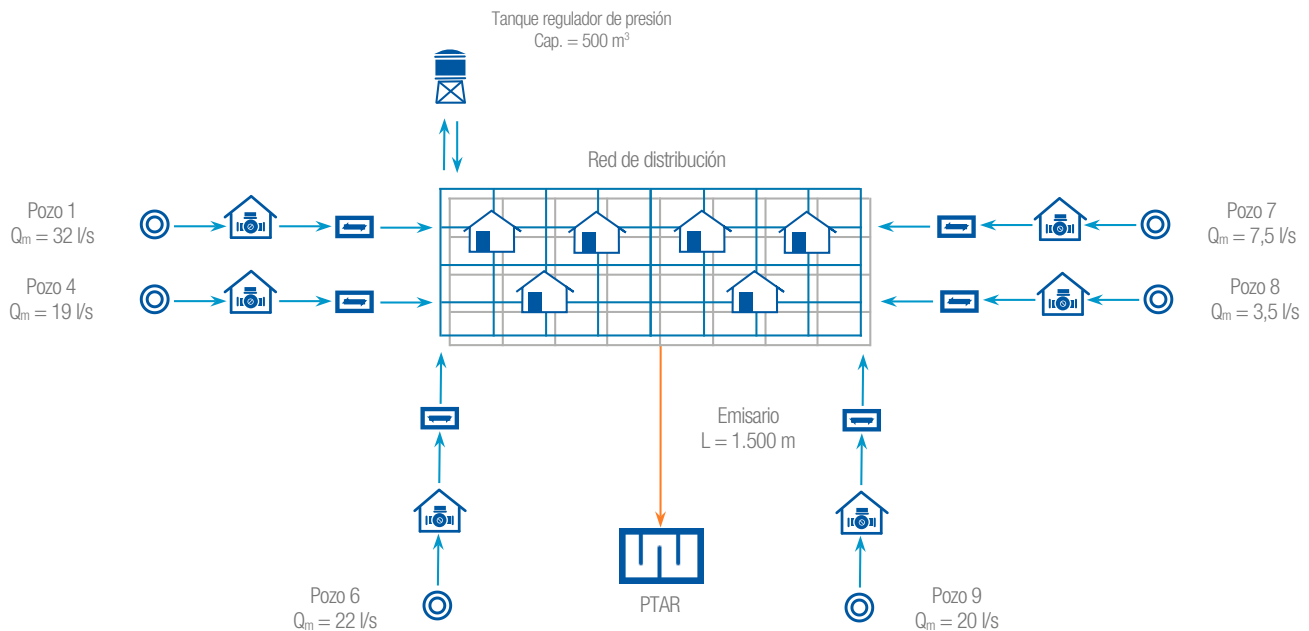 Tanque regulador de presión
Cap. = 500 m³
Red de distribución
Pozo 1
Qₘ = 32 l/s
Pozo 4
Qₘ = 19 l/s
Pozo 7
Qₘ = 7,5 l/s
Pozo 8
Qₘ = 3,5 l/s
Emisario
L = 1.500 m
Pozo 6
Qₘ = 22 l/s
PTAR
Pozo 9
Qₘ = 20 l/s